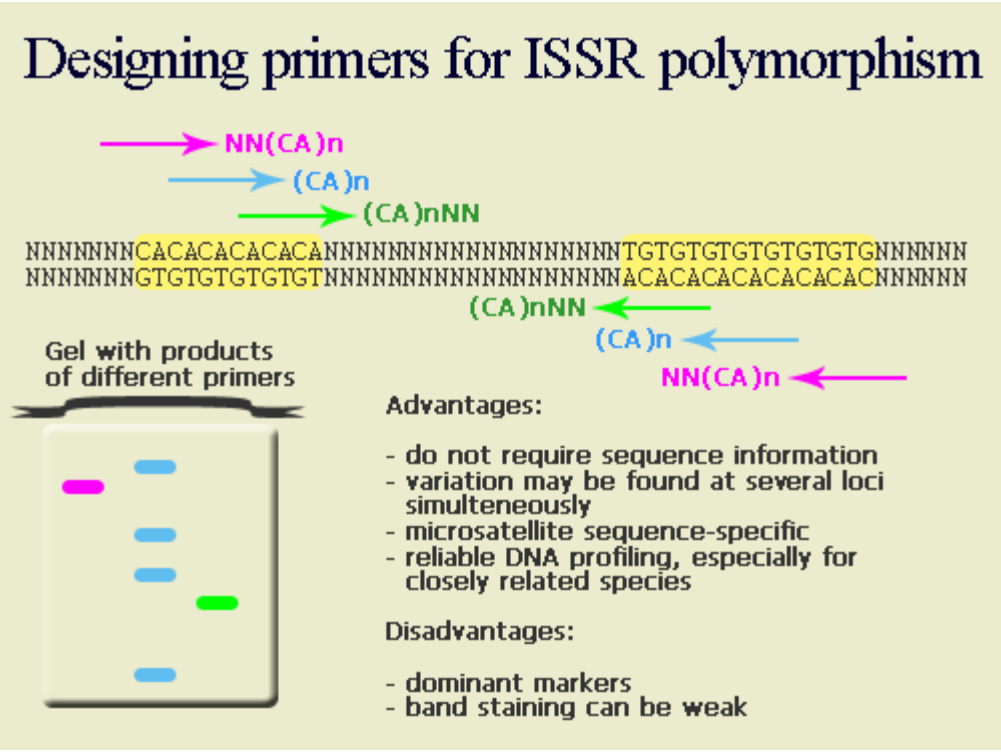 Designing primers for ISSR polymorphism
NN(CA)n
(CA)n
(CA)nNN
NNNNNNNCACACACACACANNNNNNNNNNNNNNNNNNNTGTGTGTGTGTGTGTGNNNNNN
NNNNNNNGTGTGTGTGTGTNNNNNNNNNNNNNNNNNNNACACACACACACACACNNNNNN
(CA)nNN
(CA)n
NN(CA)n
Gel with products
of different primers
Advantages:
- do not require sequence information
- variation may be found at several loci
simulteneously
- microsatellite sequence-specific
- reliable DNA profiling, especially for
closely related species
Disadvantages:
- dominant markers
- band staining can be weak